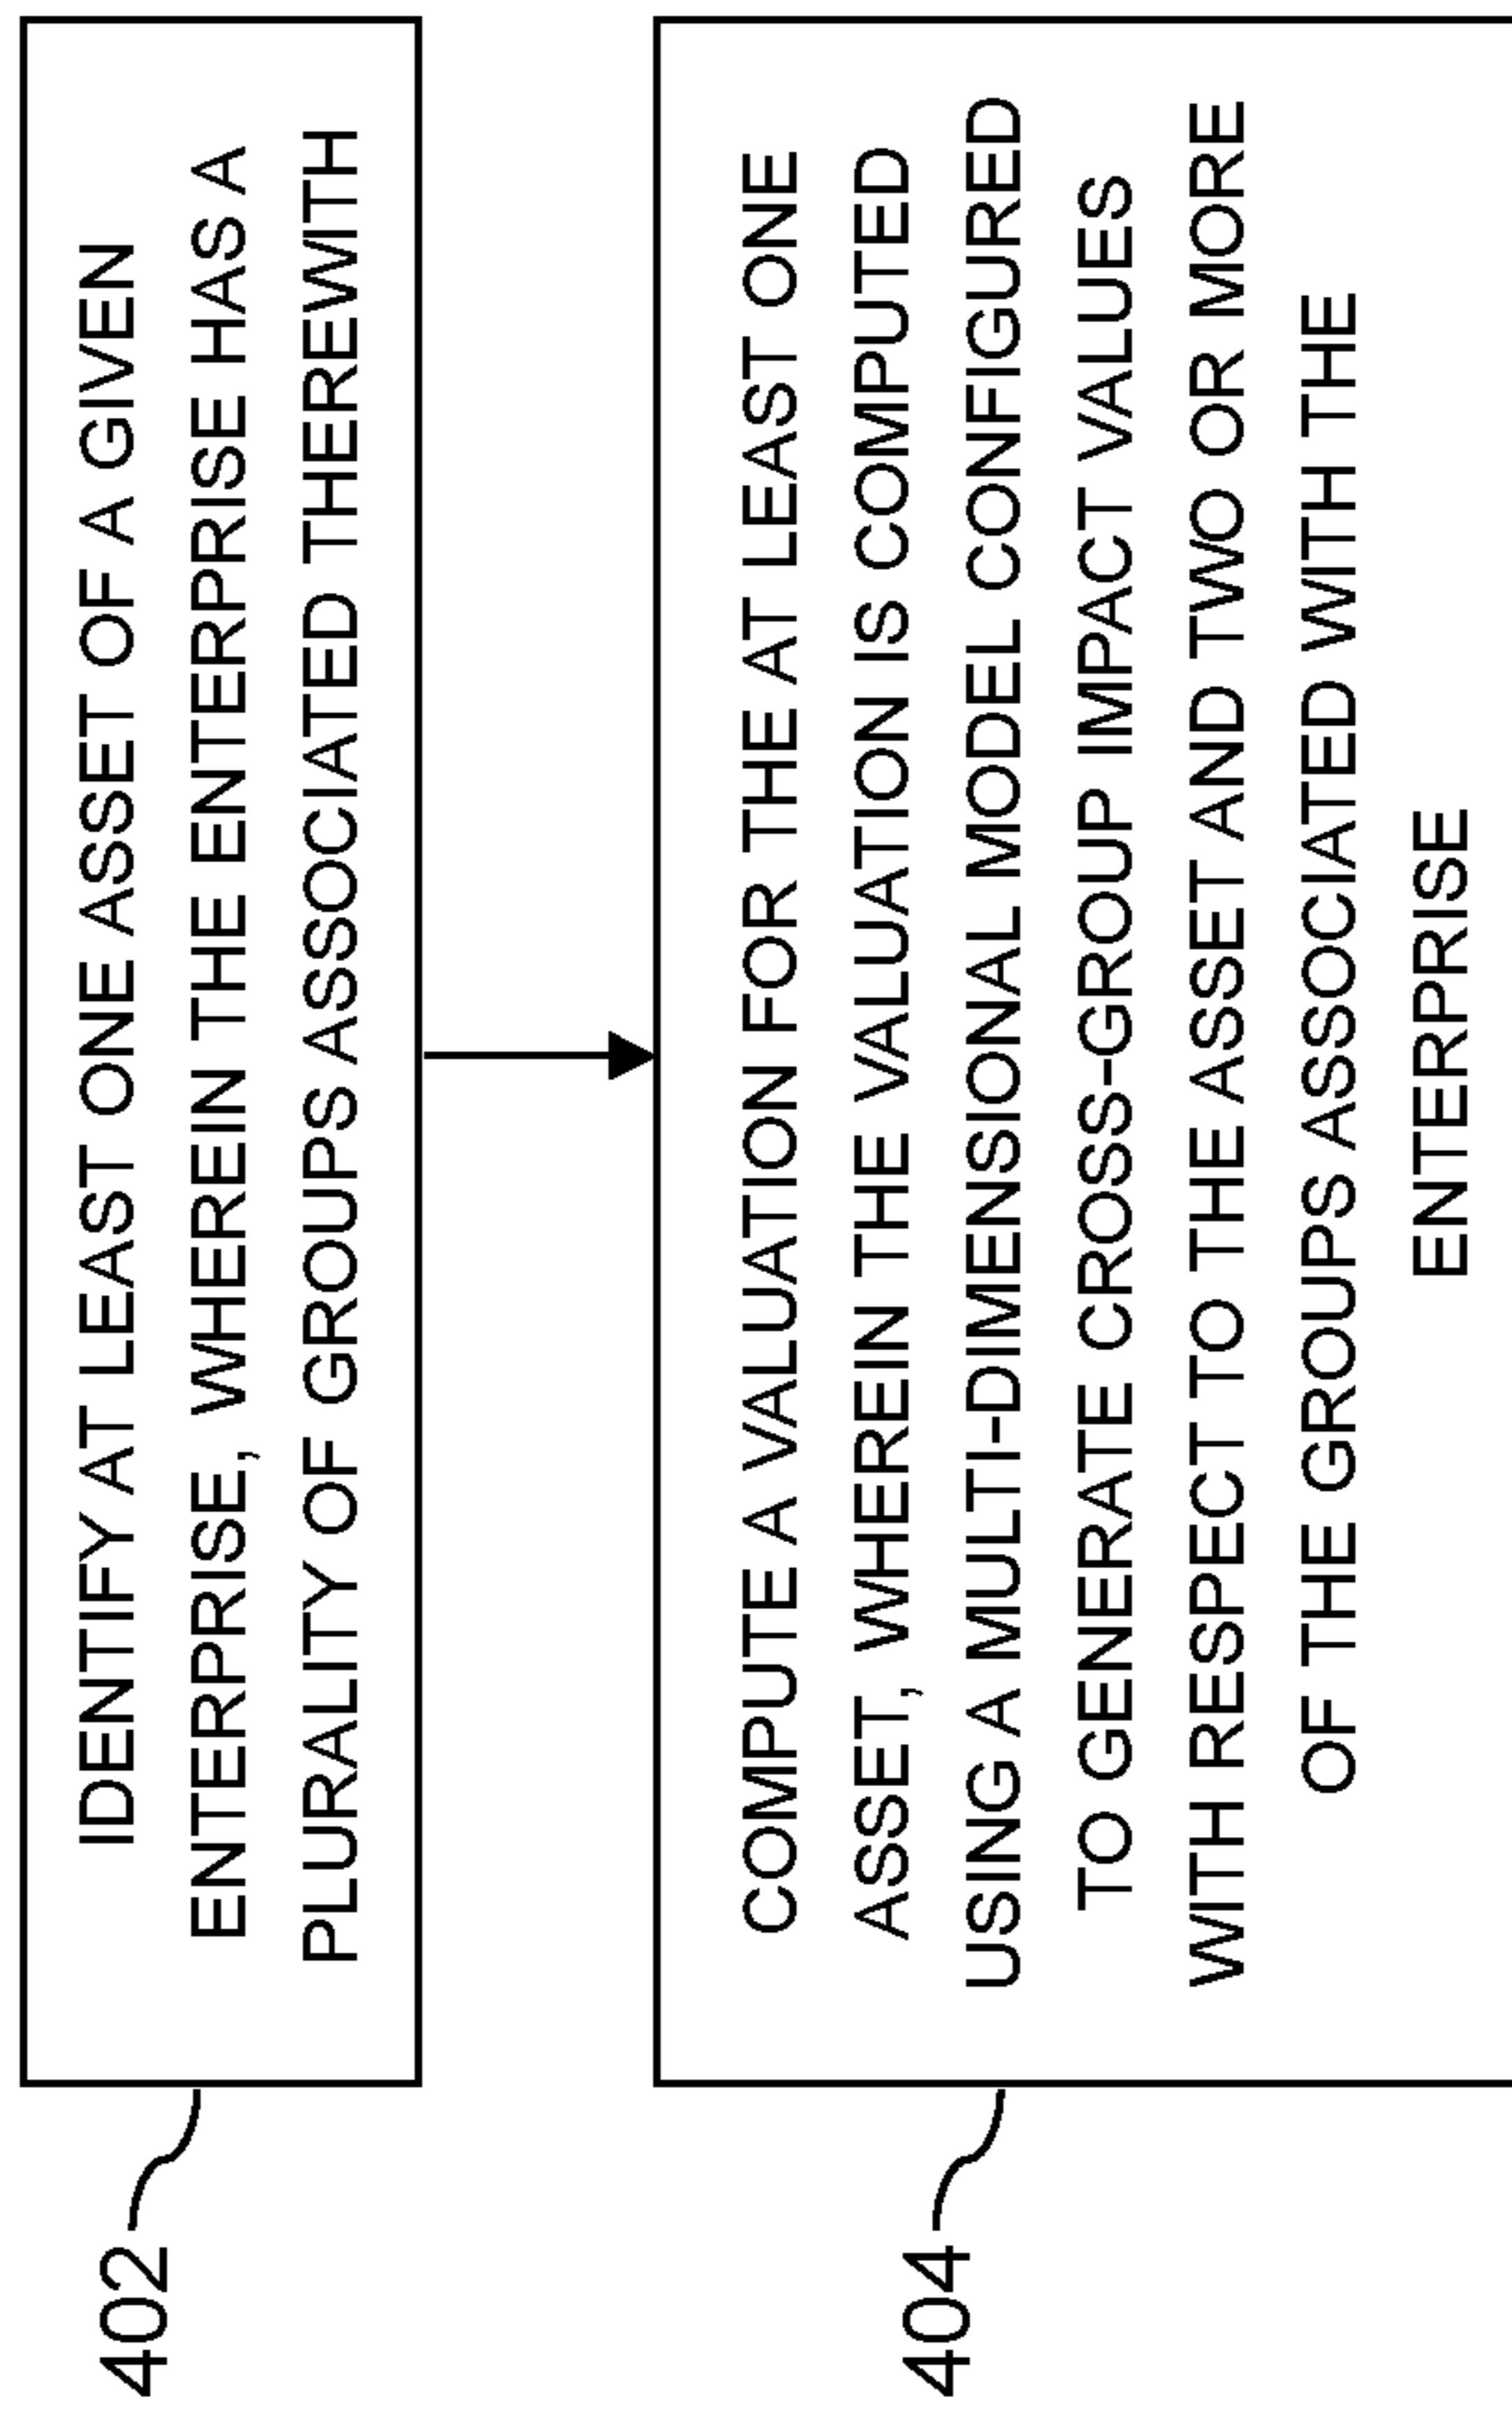 402
IDENTIFY AT LEAST ONE ASSET OF A GIVEN
ENTERPRISE, WHEREIN THE ENTERPRISE HAS A
PLURALITY OF GROUPS ASSOCIATED THEREWITH
404
COMPUTE A VALUATION FOR THE AT LEAST ONE
ASSET, WHEREIN THE VALUATION IS COMPUTED
USING A MULTI-DIMENSIONAL MODEL CONFIGURED
TO GENERATE CROSS-GROUP IMPACT VALUES
WITH RESPECT TO THE ASSET AND TWO OR MORE
OF THE GROUPS ASSOCIATED WITH THE
ENTERPRISE